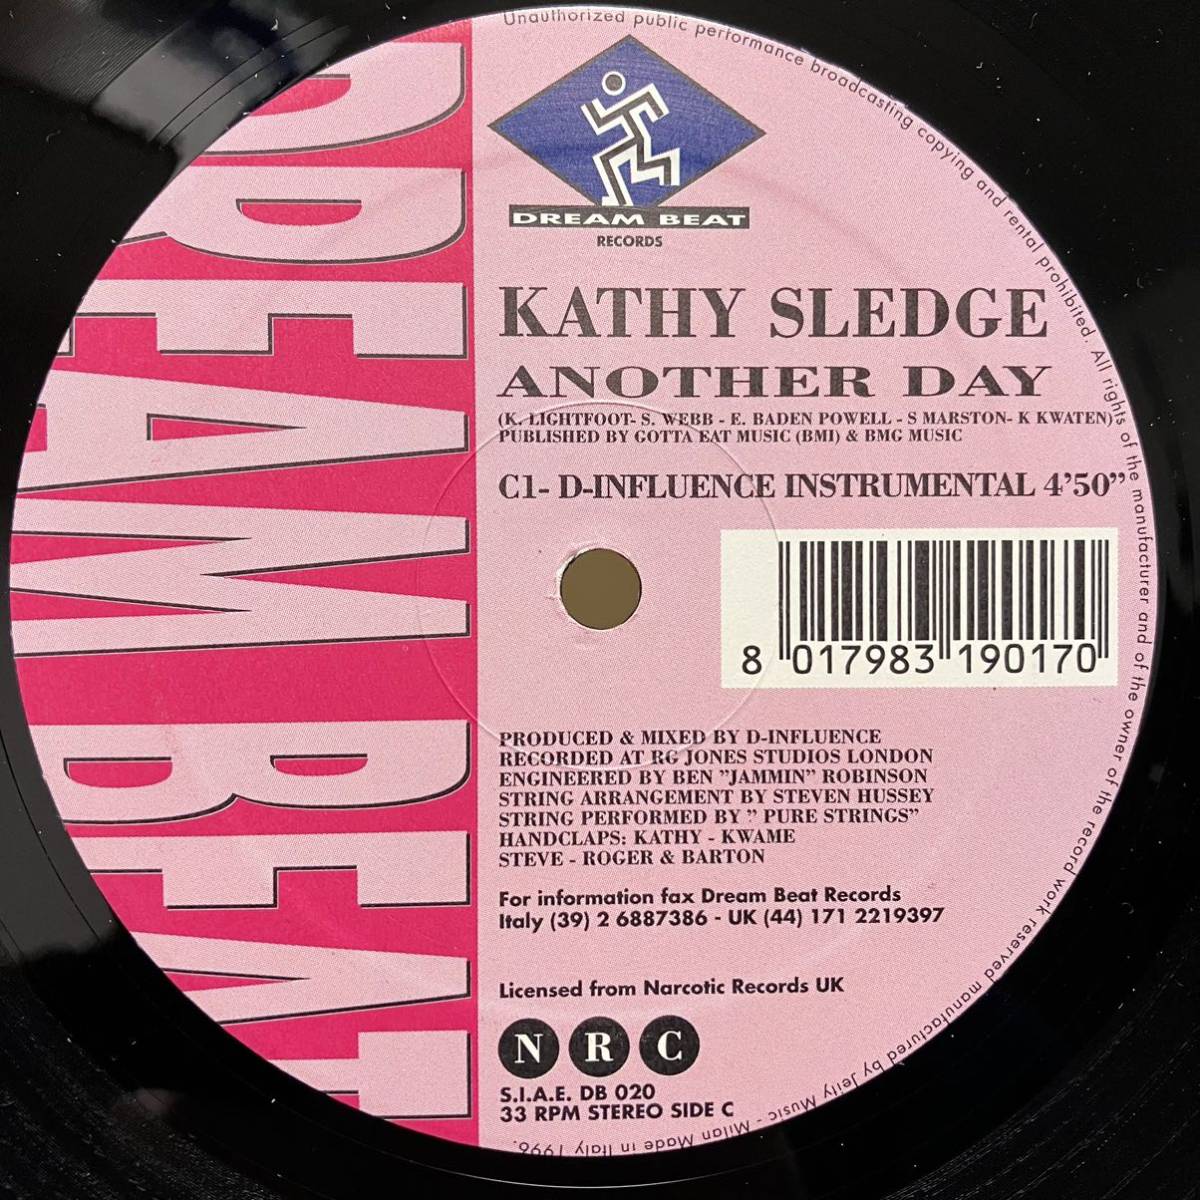 Unauthorized public performance broadcasting copying and rental prohibited. All rights of the manufacturer and of the owner of the record work reserved manufactured by Jelly Music - Milan Made in Italy 1996.
DREAM BEAT
DREAM BEAT
RECORDS
KATHY SLEDGE
ANOTHER DAY
(K. LIGHTFOOT- S. WEBB - E. BADEN POWELL - S MARSTON- K KWATEN)
PUBLISHED BY GOTTA EAT MUSIC (BMI) & BMG MUSIC
C1- D-INFLUENCE INSTRUMENTAL 4'50"
8 017983 190170
PRODUCED & MIXED BY D-INFLUENCE
RECORDED AT RG JONES STUDIOS LONDON
ENGINEERED BY BEN "JAMMIN" ROBINSON
STRING ARRANGEMENT BY STEVEN HUSSEY
STRING PERFORMED BY " PURE STRINGS"
HANDCLAPS: KATHY - KWAME
STEVE - ROGER & BARTON
For information fax Dream Beat Records
Italy (39) 2 6887386 - UK (44) 171 2219397
Licensed from Narcotic Records UK
N R C
S.I.A.E. DB 020
33 RPM STEREO SIDE C